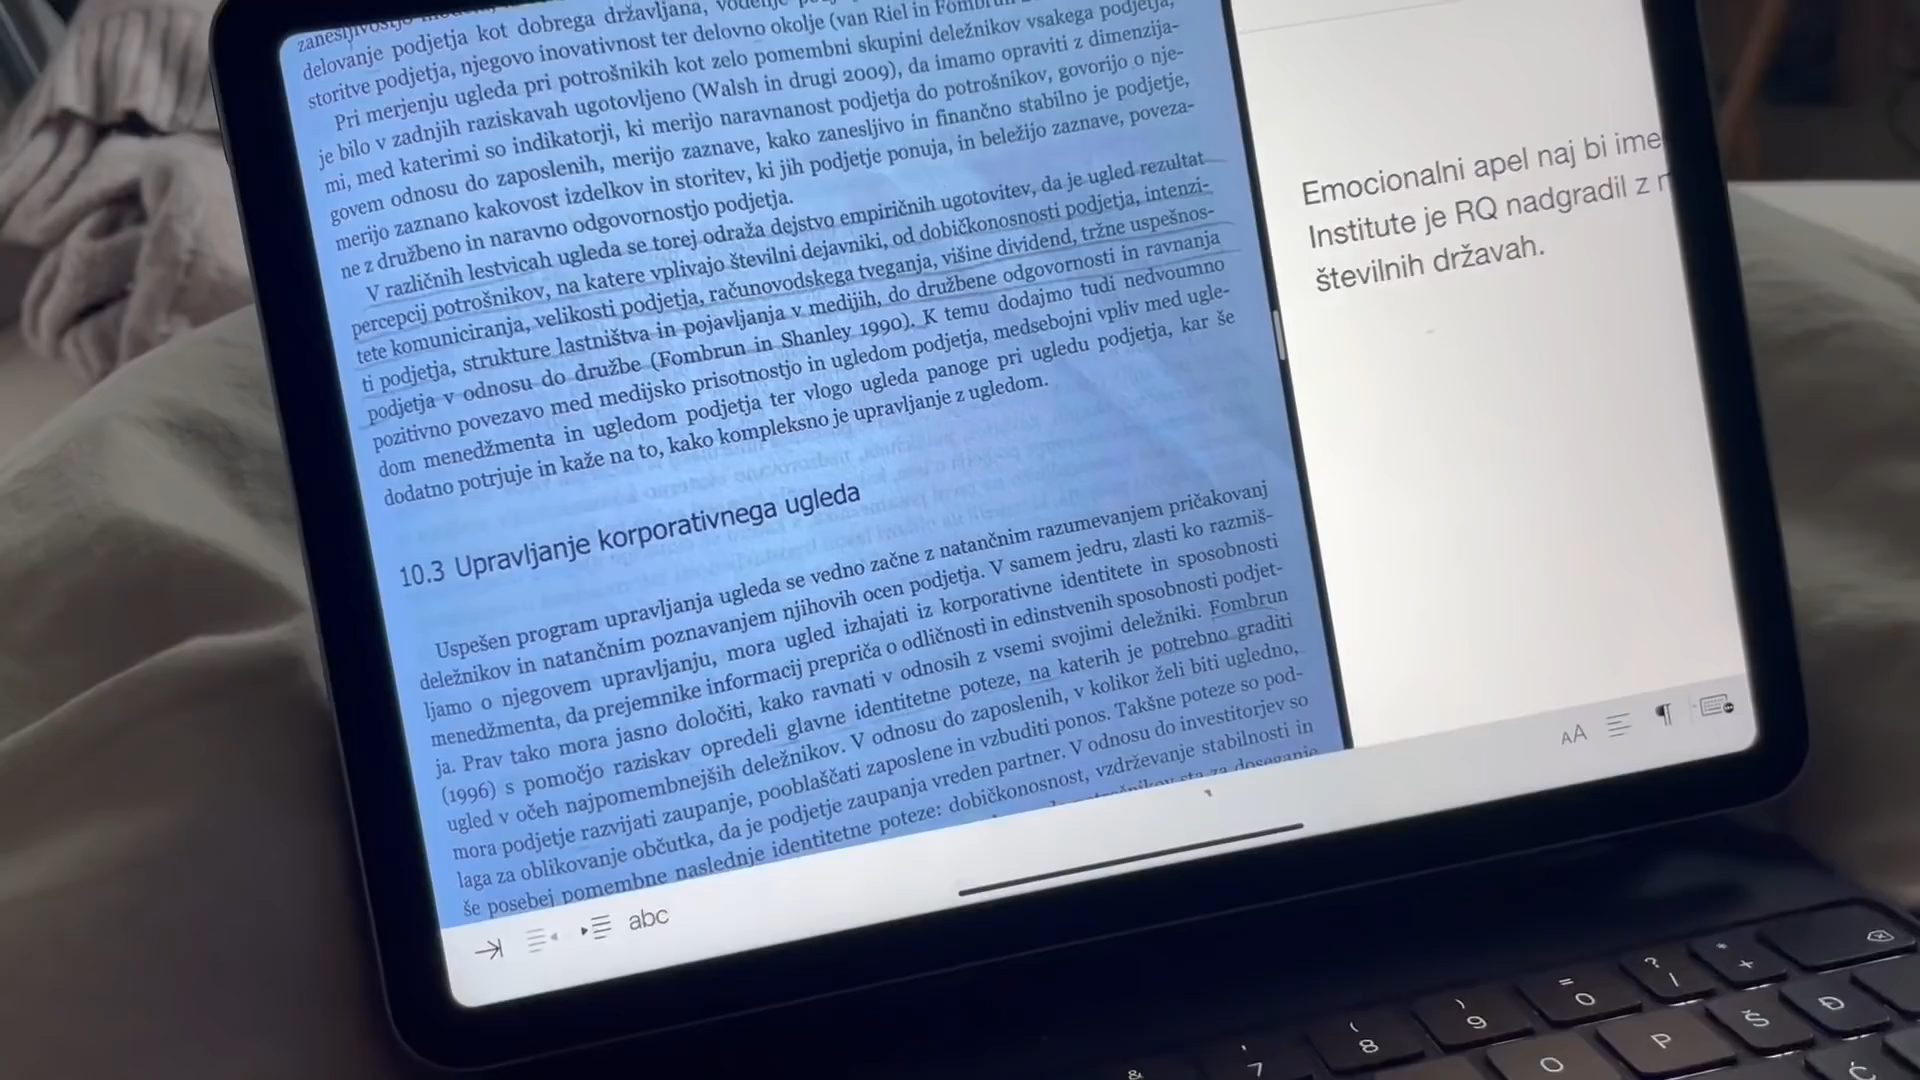 delovanje podjetja kot dobrega državljana,
storitve podjetja, njegovo inovativnost ter delovno okolje (van Riel in Fombrun
Pri merjenju ugleda pri potrošnikih kot zelo pomembni skupini deležnikov vsakega podjetja,
je bilo v zadnjih raziskavah ugotovljeno (Walsh in drugi 2009), da imamo opraviti z dimenzija-
mi, med katerimi so indikatorji, ki merijo naravnanost podjetja do potrošnikov, govorijo o nje-
govem odnosu do zaposlenih, merijo zaznave, kako zanesljivo in finančno stabilno je podjetje,
merijo zaznano kakovost izdelkov in storitev, ki jih podjetje ponuja, in beležijo zaznave, poveza-
ne z družbeno in naravno odgovornostjo podjetja.
V različnih lestvicah ugleda se torej odraža dejstvo empiričnih ugotovitev, da je ugled rezultat
percepcij potrošnikov, na katere vplivajo številni dejavniki, od dobičkonosnosti podjetja, intenzi-
tete komuniciranja, velikosti podjetja, računovodskega tveganja, višine dividend, tržne uspešnos-
ti podjetja, strukture lastništva in pojavljanja v medijih, do družbene odgovornosti in ravnanja
podjetja v odnosu do družbe (Fombrun in Shanley 1990). K temu dodajmo tudi nedvoumno
pozitivno povezavo med medijsko prisotnostjo in ugledom podjetja, medsebojni vpliv med ugle-
dom menedžmenta in ugledom podjetja ter vlogo ugleda panoge pri ugledu podjetja, kar še
dodatno potrjuje in kaže na to, kako kompleksno je upravljanje z ugledom.
10.3 Upravljanje korporativnega ugleda
Uspešen program upravljanja ugleda se vedno začne z natančnim razumevanjem pričakovanj
deležnikov in natančnim poznavanjem njihovih ocen podjetja. V samem jedru, zlasti ko razmiš-
ljamo o njegovem upravljanju, mora ugled izhajati iz korporativne identitete in sposobnosti
menedžmenta, da prejemnike informacij prepriča o odličnosti in edinstvenih sposobnosti podjet-
ja. Prav tako mora jasno določiti, kako ravnati v odnosih z vsemi svojimi deležniki. Fombrun
(1996) s pomočjo raziskav opredeli glavne identitetne poteze, na katerih je potrebno graditi
ugled v očeh najpomembnejših deležnikov. V odnosu do zaposlenih, v kolikor želi biti ugledno,
mora podjetje razvijati zaupanje, pooblaščati zaposlene in vzbuditi ponos. Takšne poteze so pod-
laga za oblikovanje občutka, da je podjetje zaupanja vreden partner. V odnosu do investitorjev so
še posebej pomembne naslednje identitetne poteze: dobičkonosnost, vzdrževanje stabilnosti in
Emocionalni apel naj bi ime
Institute je RQ nadgradil z
številnih državah.
AA
abc
&
' 7
( 8
) 9
= 0
? 
* +
O
P
Š
Đ